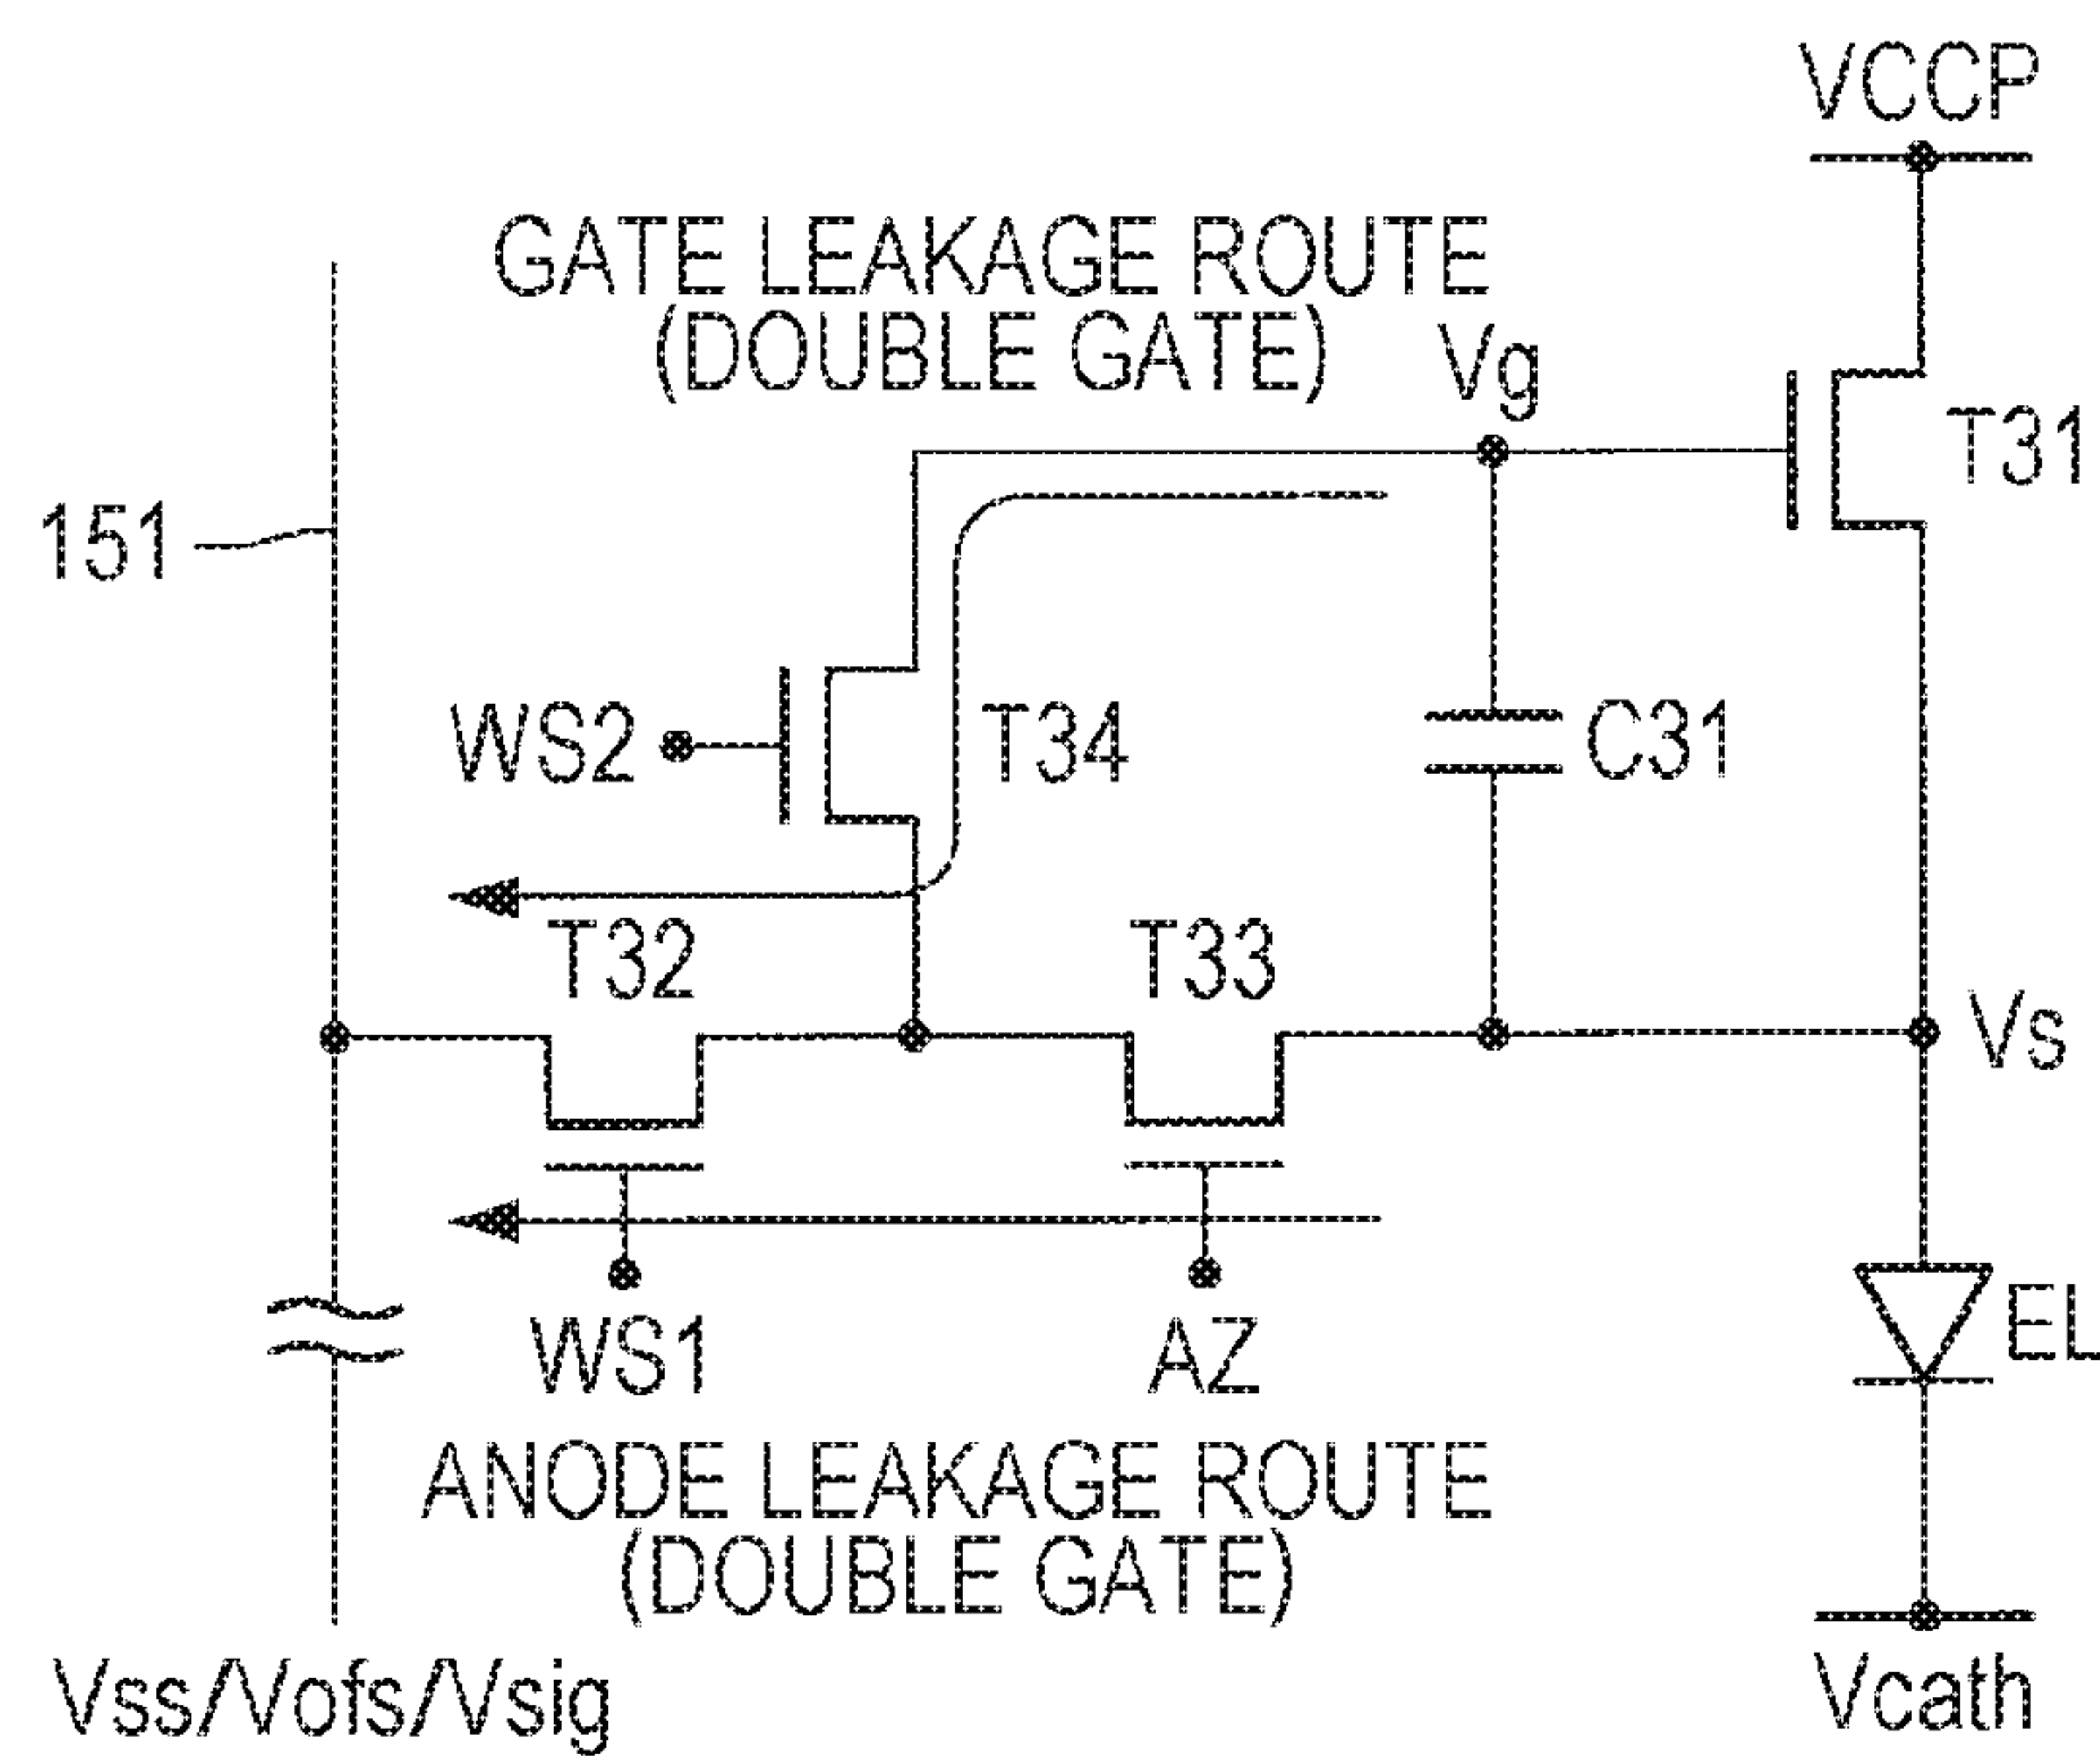 VCCP
GATE LEAKAGE ROUTE
(DOUBLE GATE)
Vg
T31
151
WS2
T34
C31
T32
T33
Vs
WS1
AZ
EL
ANODE LEAKAGE ROUTE
(DOUBLE GATE)
Vss/Vofs/Vsig
Vcath